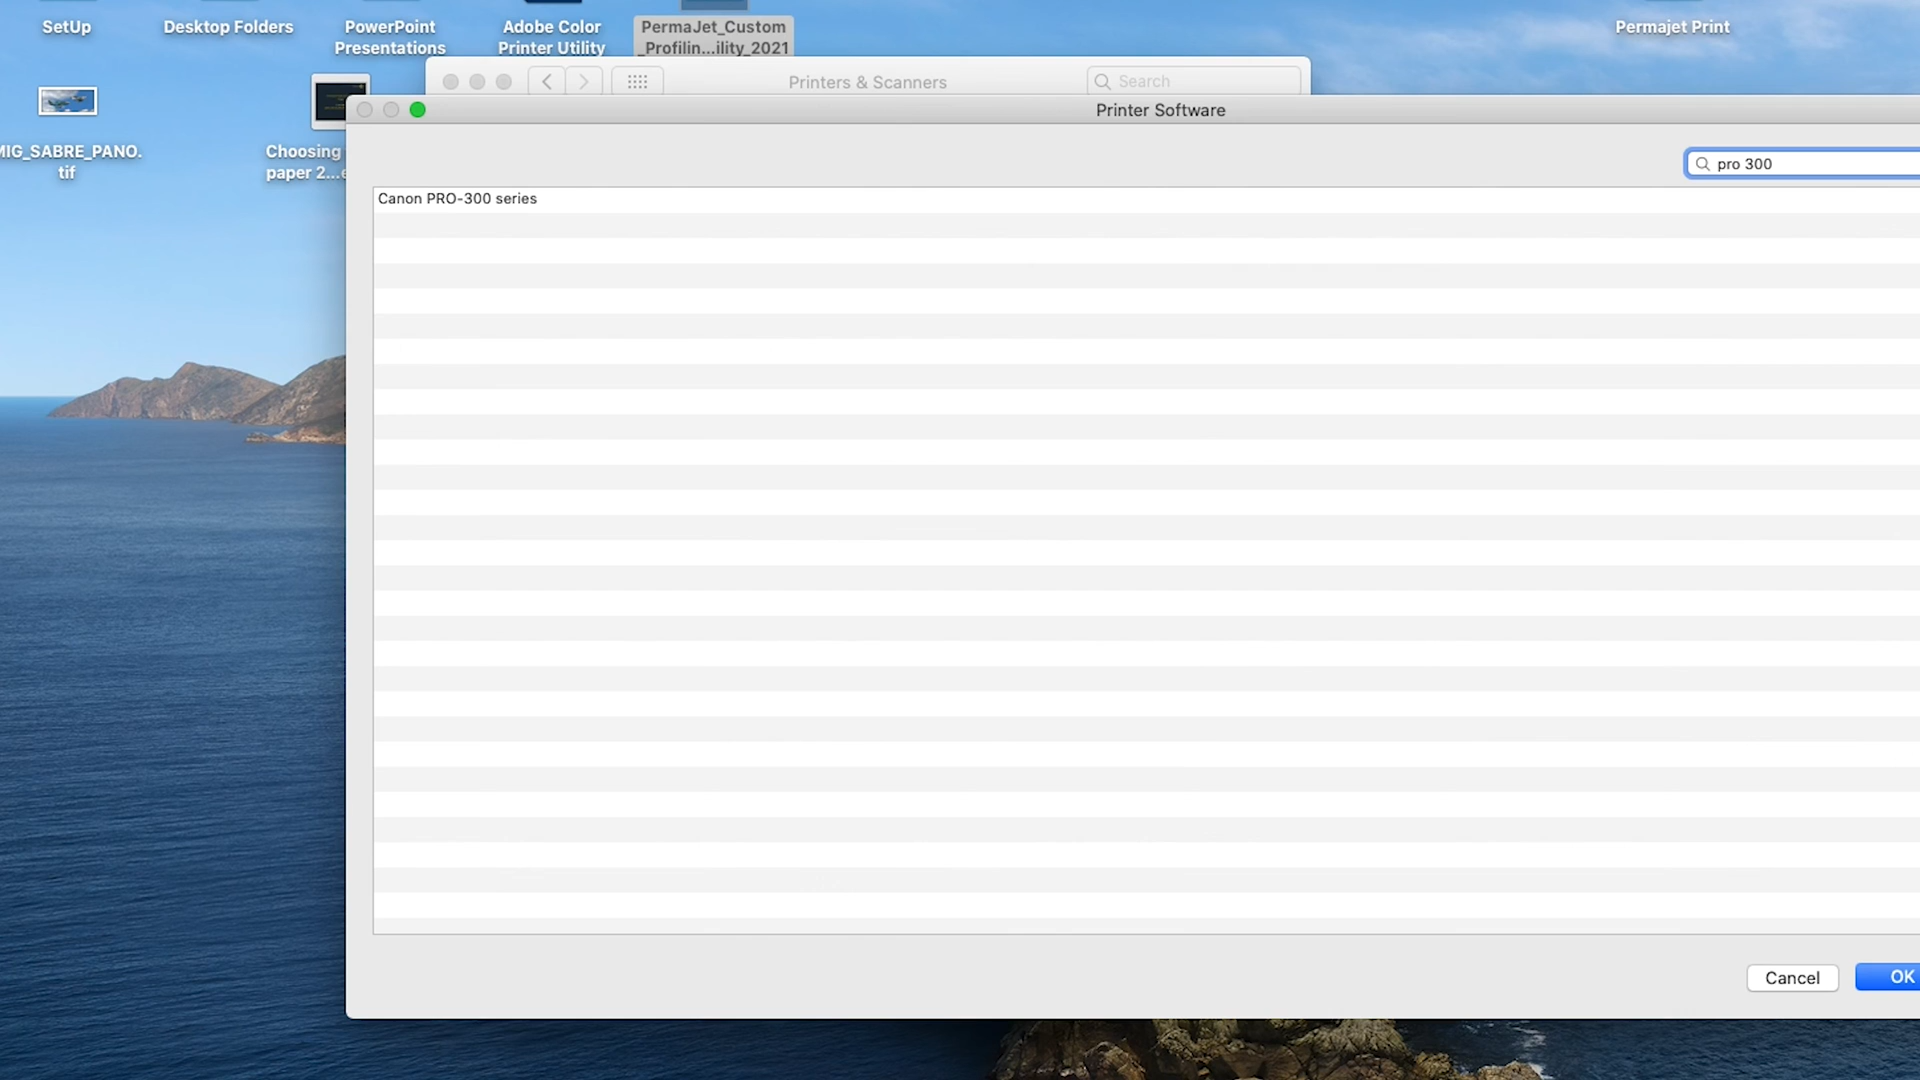 SetUp
Desktop Folders
PowerPoint
Presentations
Adobe Color
Printer Utility
PermaJet_Custom
_Profilin...ility_2021
Permajet Print
Printers & Scanners
Search
Printer Software
MIG_SABRE_PANO.
tif
Choosing
paper 2...e
pro 300
Canon PRO-300 series
Cancel
OK